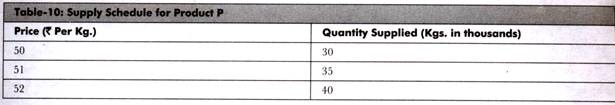 Table-10: Supply Schedule for Product P
Price (₹ Per Kg.) Quantity Supplied (Kgs. in thousands)
50 30
51 35
52 40